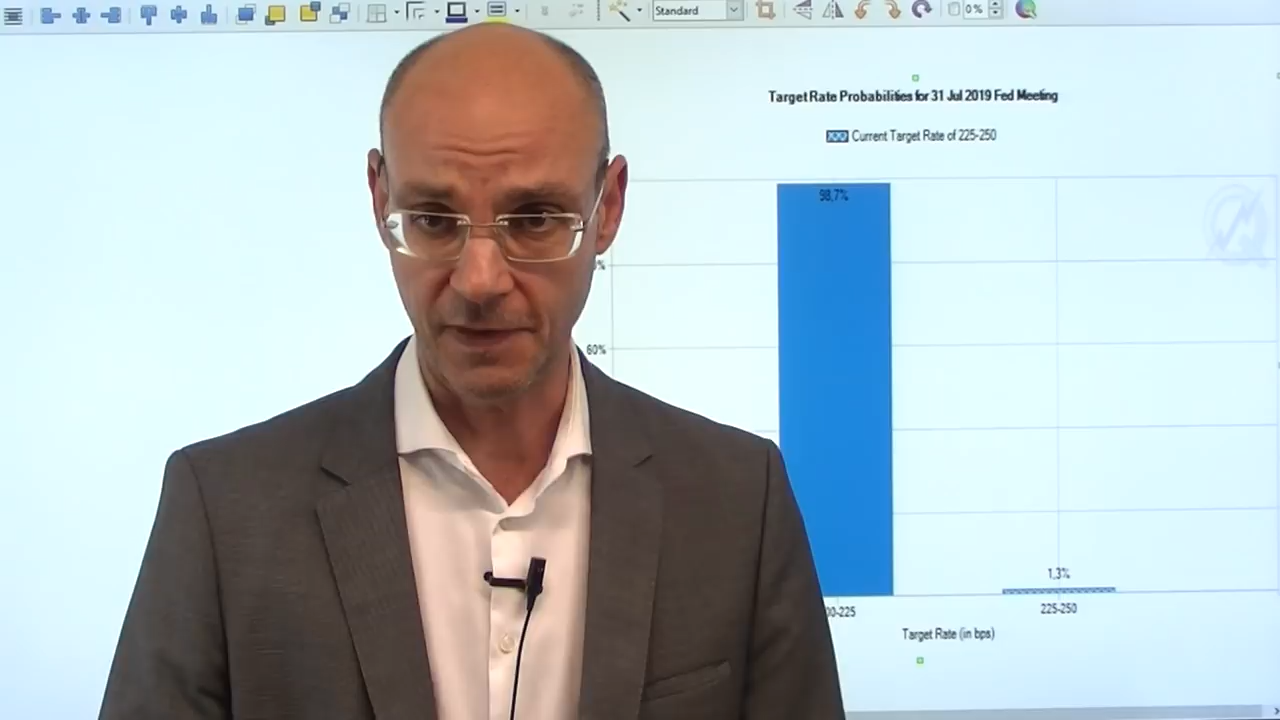 Standard
0 %
Target Rate Probabilities for 31 Jul 2019 Fed Meeting
Current Target Rate of 225-250
98,7%
60%
1,3%
225-250
Target Rate (in bps)